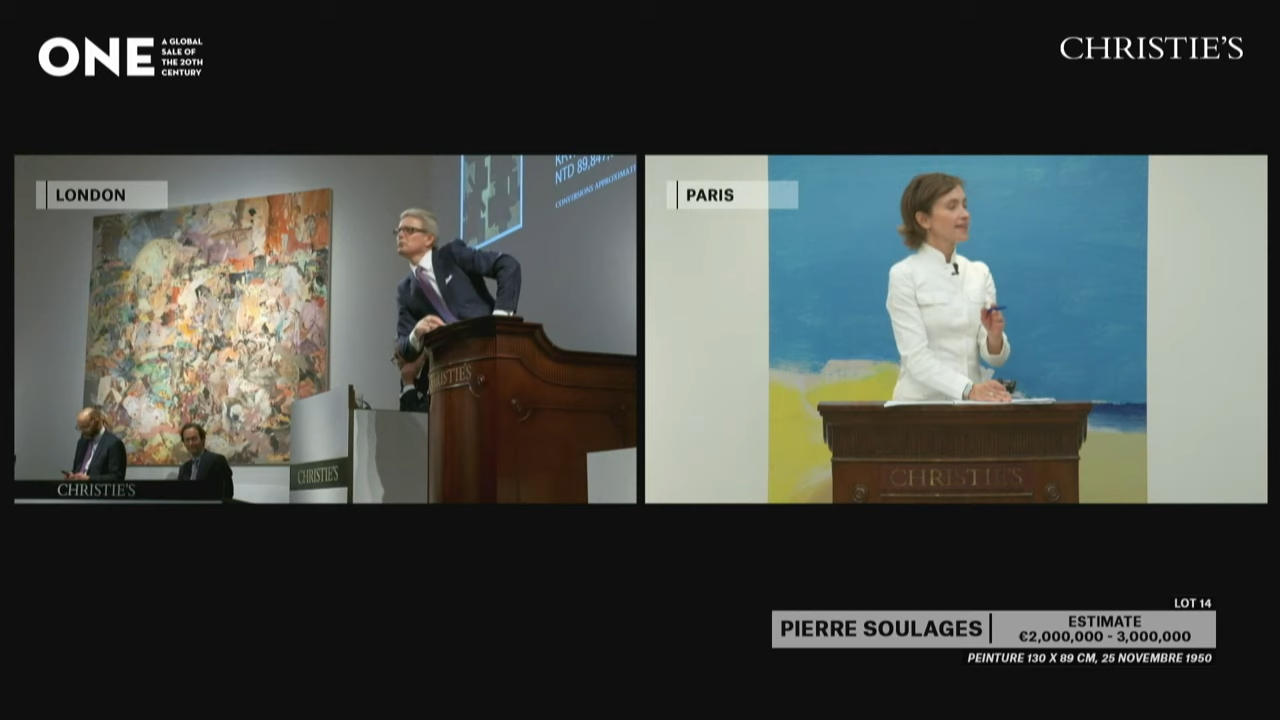 ONE
A GLOBAL
SALE OF
THE 20TH
CENTURY
CHRISTIE'S
LONDON
NTD 89,847,
CONVERSIONS APPROXIMAT
CHRISTIE'S
CHRISTIE'S
CHRISTIE'S
PARIS
CHRISTIE'S
LOT 14
PIERRE SOULAGES
ESTIMATE
€2,000,000 - 3,000,000
PEINTURE 130 X 89 CM, 25 NOVEMBRE 1950